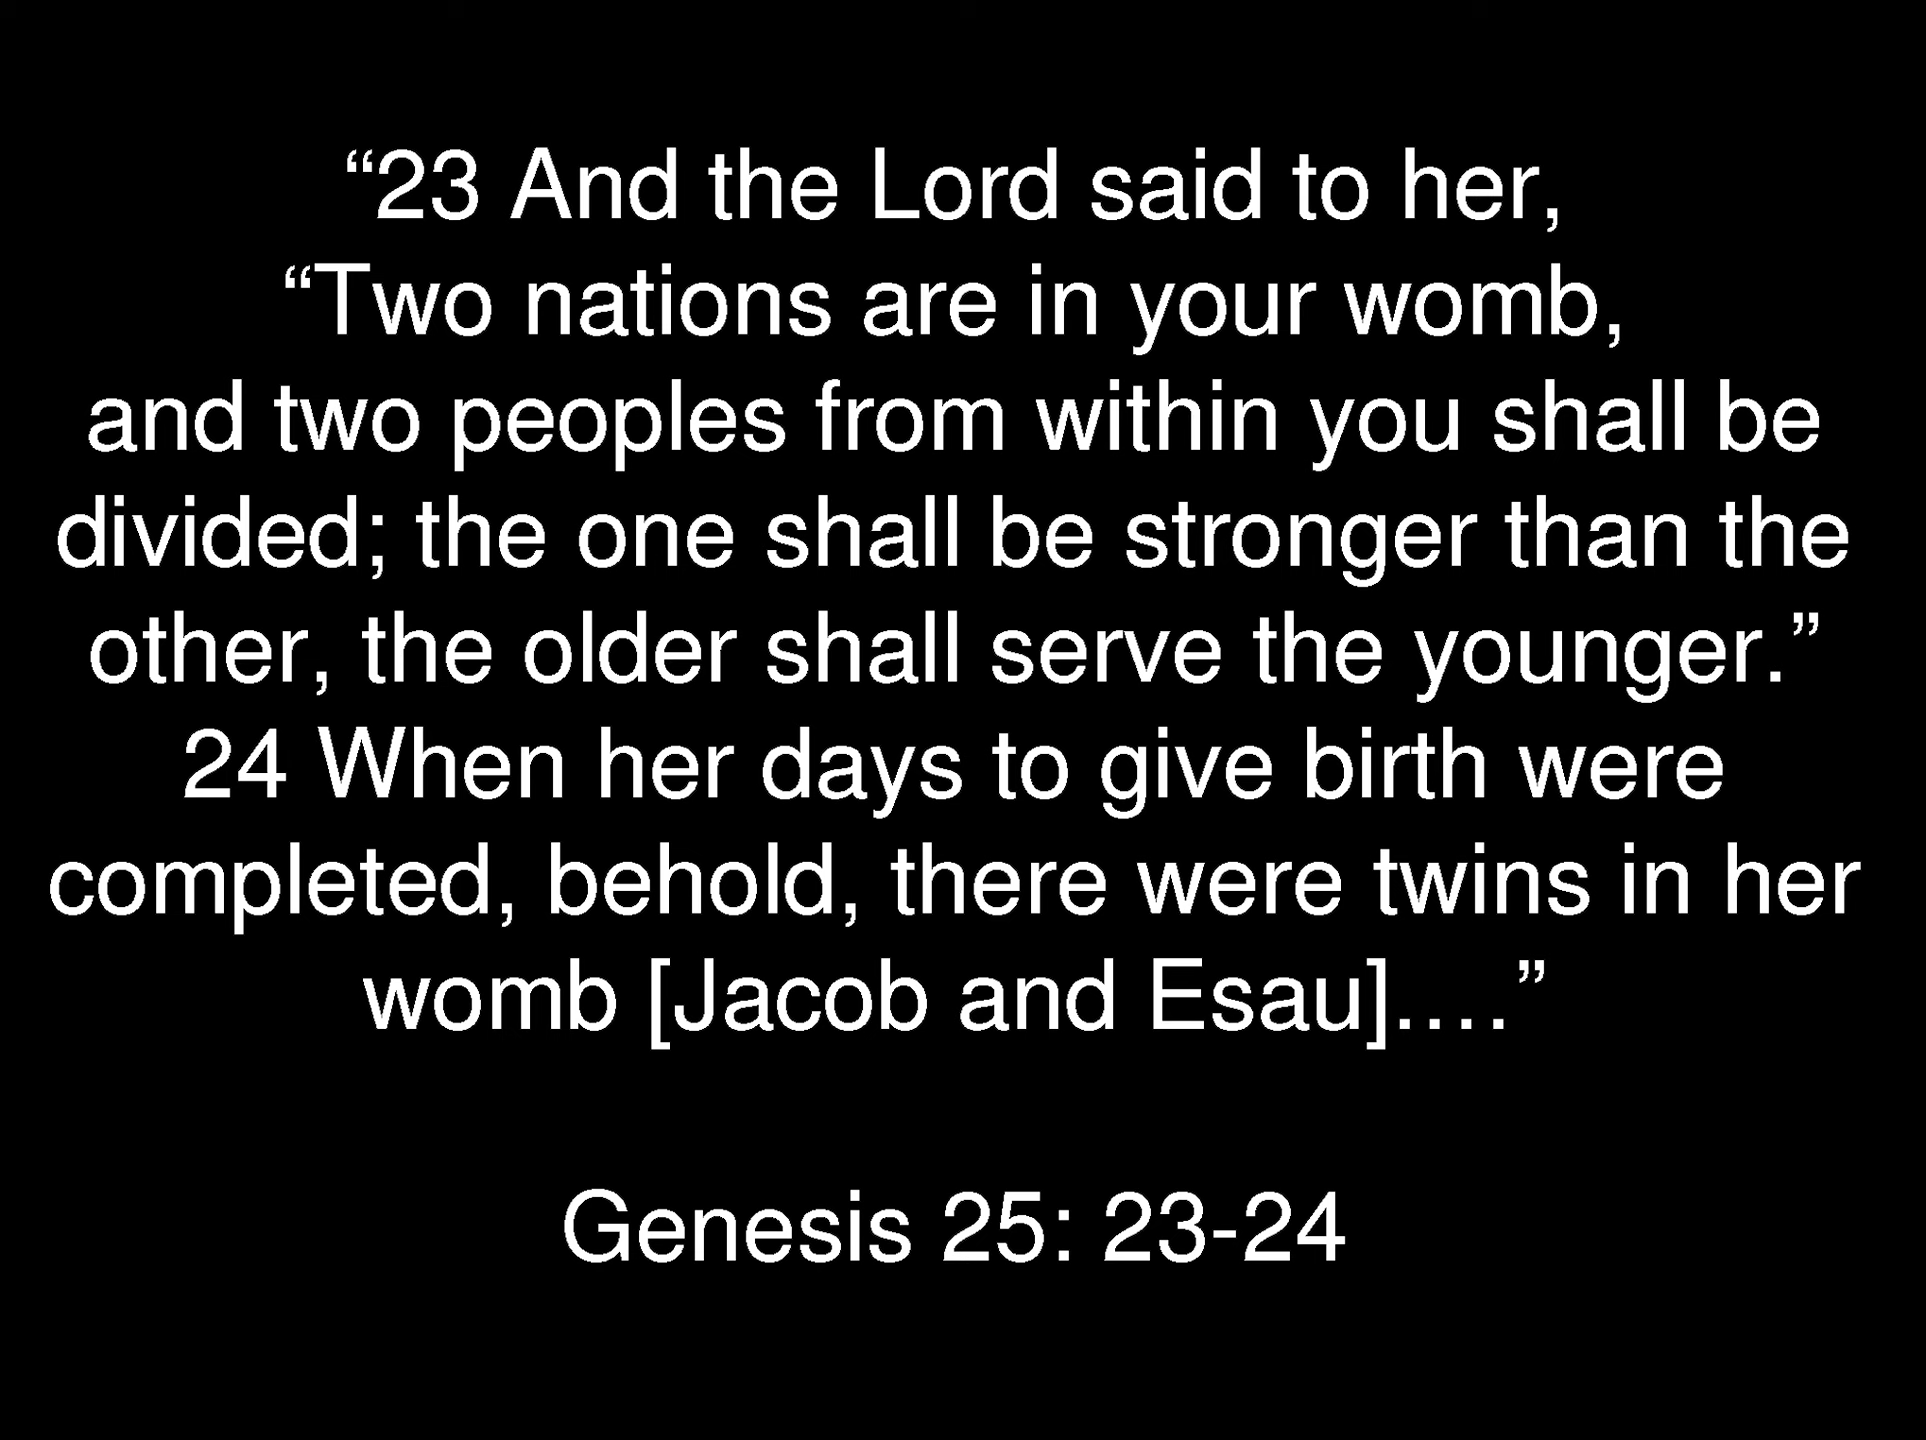 “23 And the Lord said to her,
“Two nations are in your womb,
and two peoples from within you shall be
divided; the one shall be stronger than the
other, the older shall serve the younger.”
24 When her days to give birth were
completed, behold, there were twins in her
womb [Jacob and Esau]….”
Genesis 25: 23-24